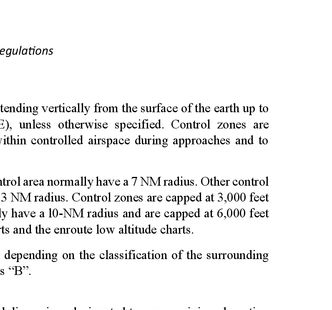 egulations
tending vertically from the surface of the earth up to
E), unless otherwise specified. Control zones are
vithin controlled airspace during approaches and to
ntrol area normally have a 7 NM radius. Other control
3 NM radius. Control zones are capped at 3,000 feet
ly have a 10-NM radius and are capped at 6,000 feet
rts and the enroute low altitude charts.
depending on the classification of the surrounding
s “B”.